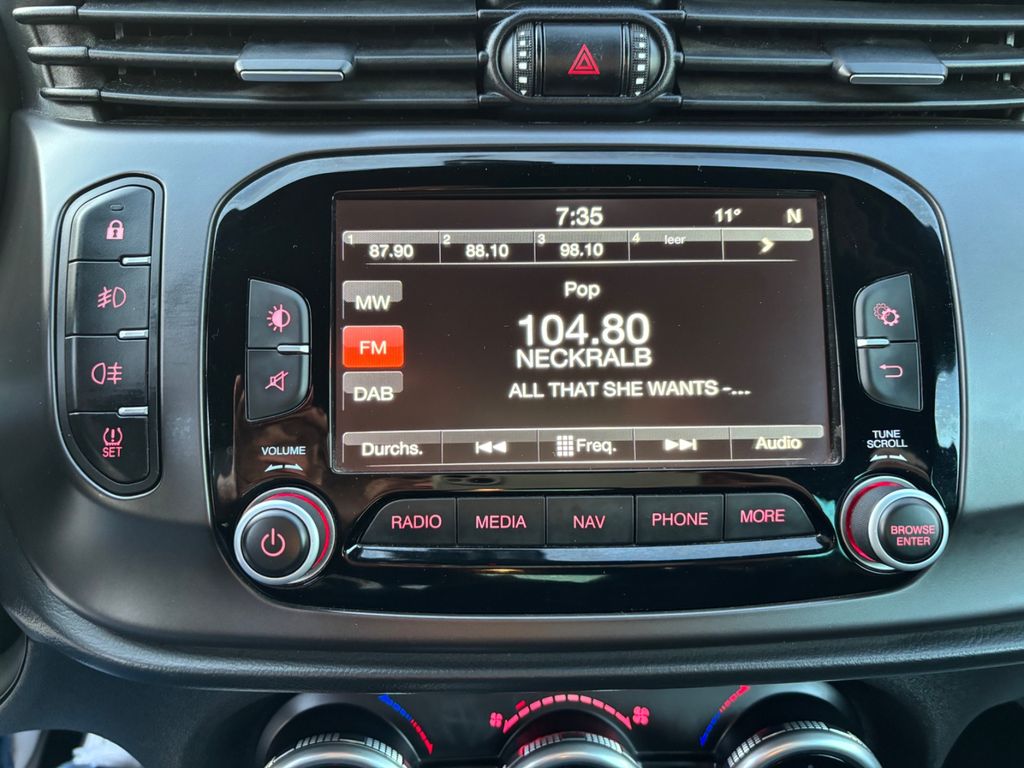 7:35 11° N
1 87.90 2 88.10 3 98.10 4 leer
MW
Pop
FM
104.80
NECKRALB
DAB
ALL THAT SHE WANTS -...
Durchs. Freq. Audio
SET
VOLUME
TUNE
SCROLL
RADIO MEDIA NAV PHONE MORE
BROWSE
ENTER